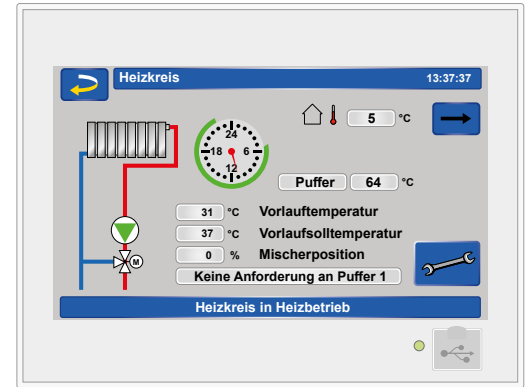 Heizkreis 13:37:37
5 °C
24
18 6
12
Puffer 64 °C
31 °C Vorlauftemperatur
37 °C Vorlaufsolltemperatur
0 % Mischerposition
M
Keine Anforderung an Puffer 1
Heizkreis in Heizbetrieb